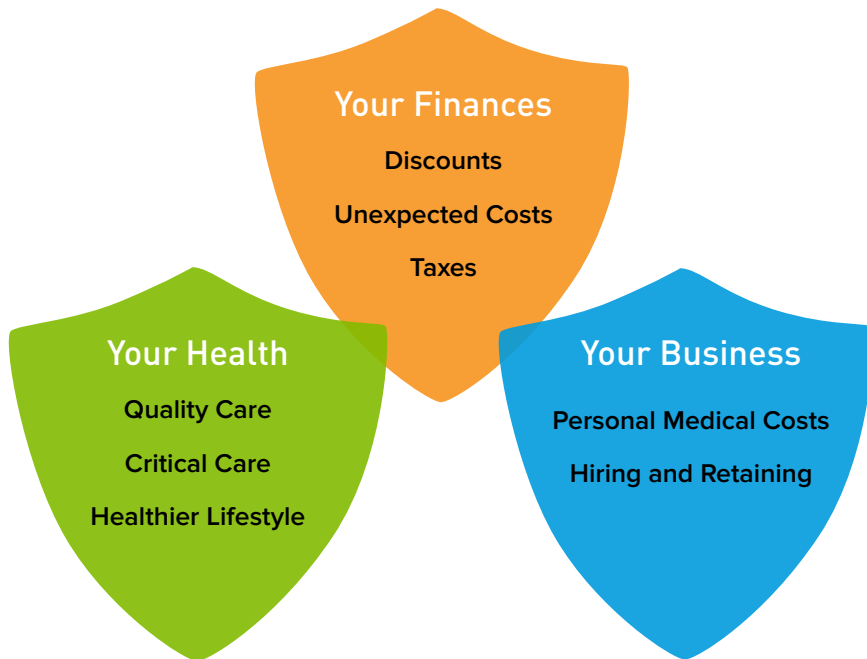 Your Finances
Discounts
Unexpected Costs
Taxes
Your Health
Quality Care
Critical Care
Healthier Lifestyle
Your Business
Personal Medical Costs
Hiring and Retaining